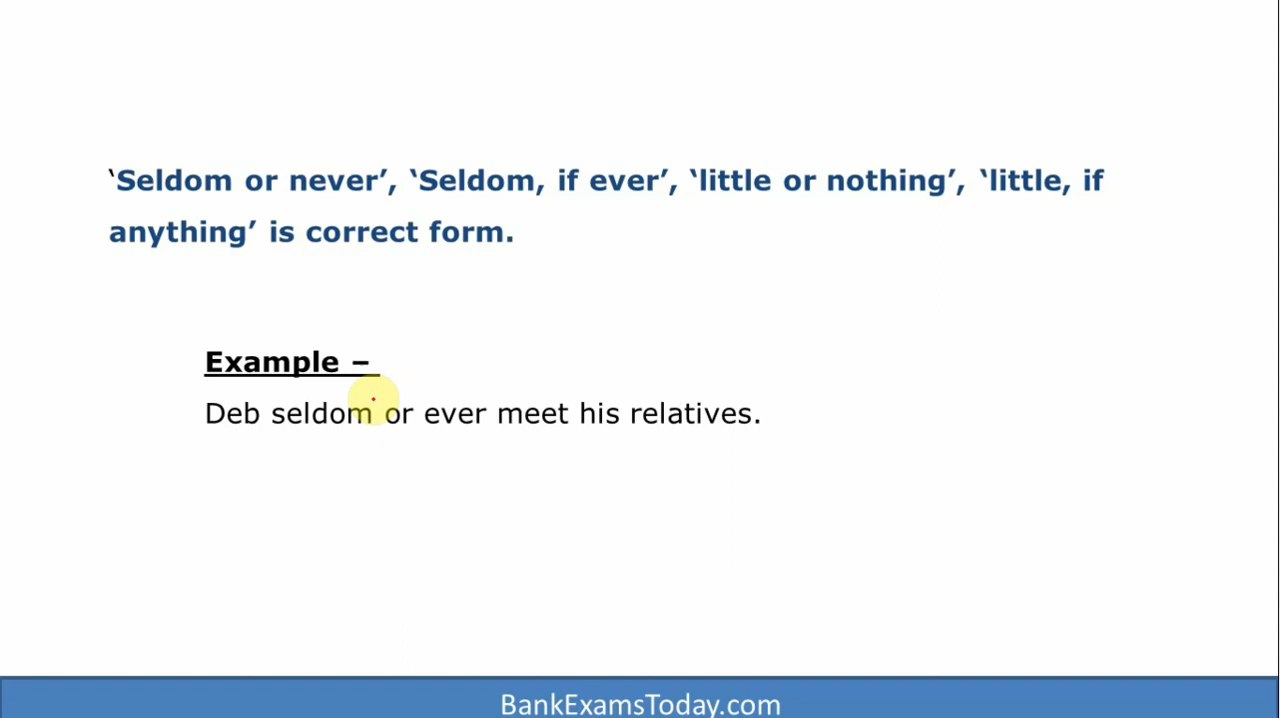 ‘Seldom or never’, ‘Seldom, if ever’, ‘little or nothing’, ‘little, if
anything’ is correct form.
Example –
Deb seldom or ever meet his relatives.
BankExamsToday.com